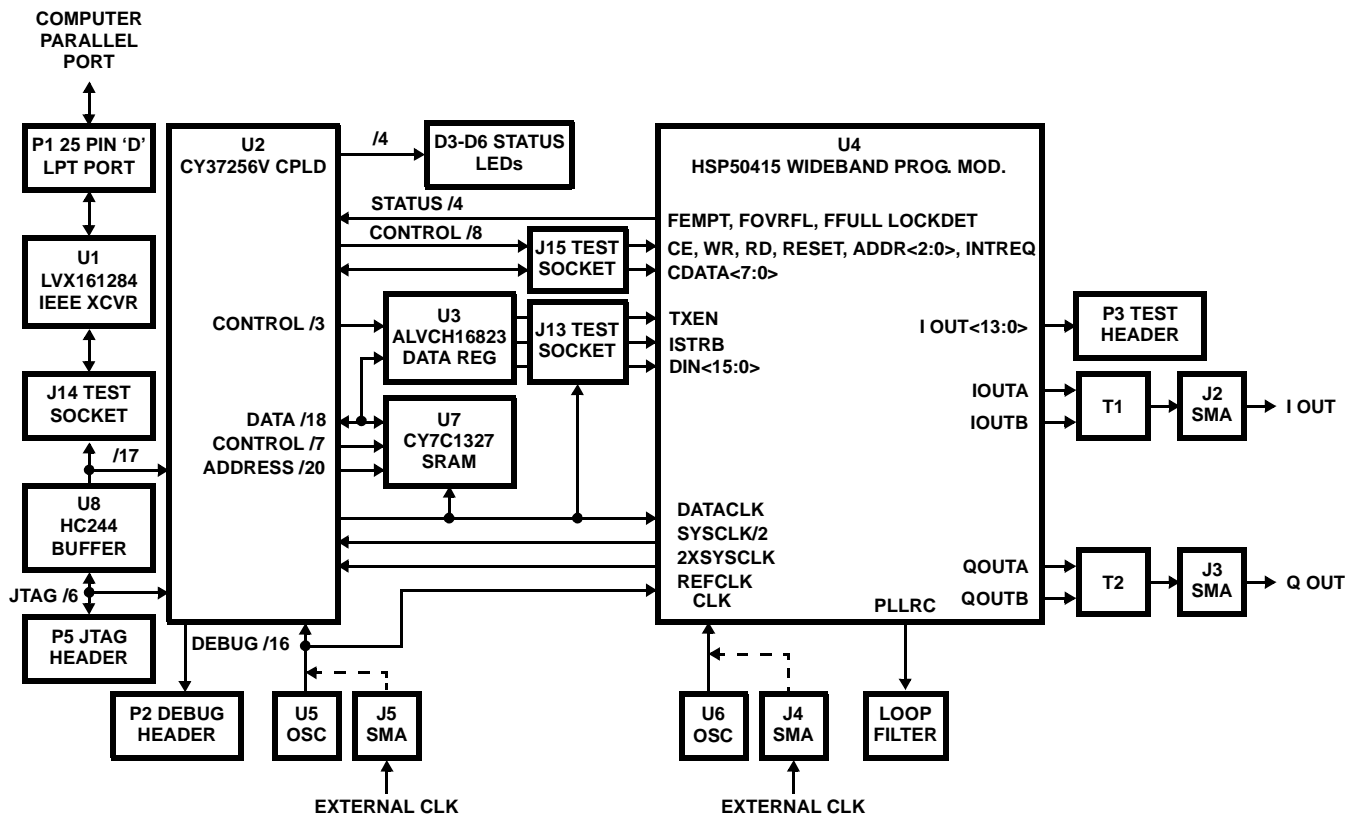 COMPUTER
PARALLEL
PORT
P1 25 PIN ‘D’
LPT PORT
U1
LVX161284
IEEE XCVR
J14 TEST
SOCKET
/17
U8
HC244
BUFFER
JTAG /6
P5 JTAG
HEADER
U2
CY37256V CPLD
/4
D3-D6 STATUS
LEDs
STATUS /4
CONTROL /8
J15 TEST
SOCKET
CONTROL /3
U3
ALVCH16823
DATA REG
J13 TEST
SOCKET
DATA /18
CONTROL /7
ADDRESS /20
U7
CY7C1327
SRAM
DEBUG /16
P2 DEBUG
HEADER
U5
OSC
J5
SMA
EXTERNAL CLK
U4
HSP50415 WIDEBAND PROG. MOD.
FEMPT, FOVRFL, FFULL LOCKDET
CE, WR, RD, RESET, ADDR<2:0>, INTREQ
CDATA<7:0>
TXEN
ISTRB
DIN<15:0>
DATACLK
SYSCLK/2
2XSYSCLK
REFCLK
CLK
PLLRC
I OUT<13:0>
IOUTA
IOUTB
QOUTA
QOUTB
P3 TEST
HEADER
T1
J2
SMA
I OUT
T2
J3
SMA
Q OUT
U6
OSC
J4
SMA
LOOP
FILTER
EXTERNAL CLK